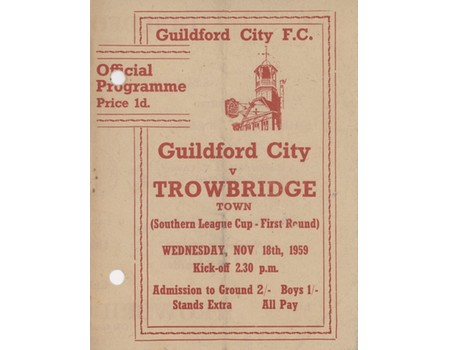 Guildford City F.C.
Official
Programme
Price 1d.
Guildford City
v
TROWBRIDGE
TOWN
(Southern League Cup - First Round)
WEDNESDAY, NOV 18th, 1959
Kick-off 2.30 p.m.
Admission to Ground 2/- Boys 1/-
Stands Extra All Pay